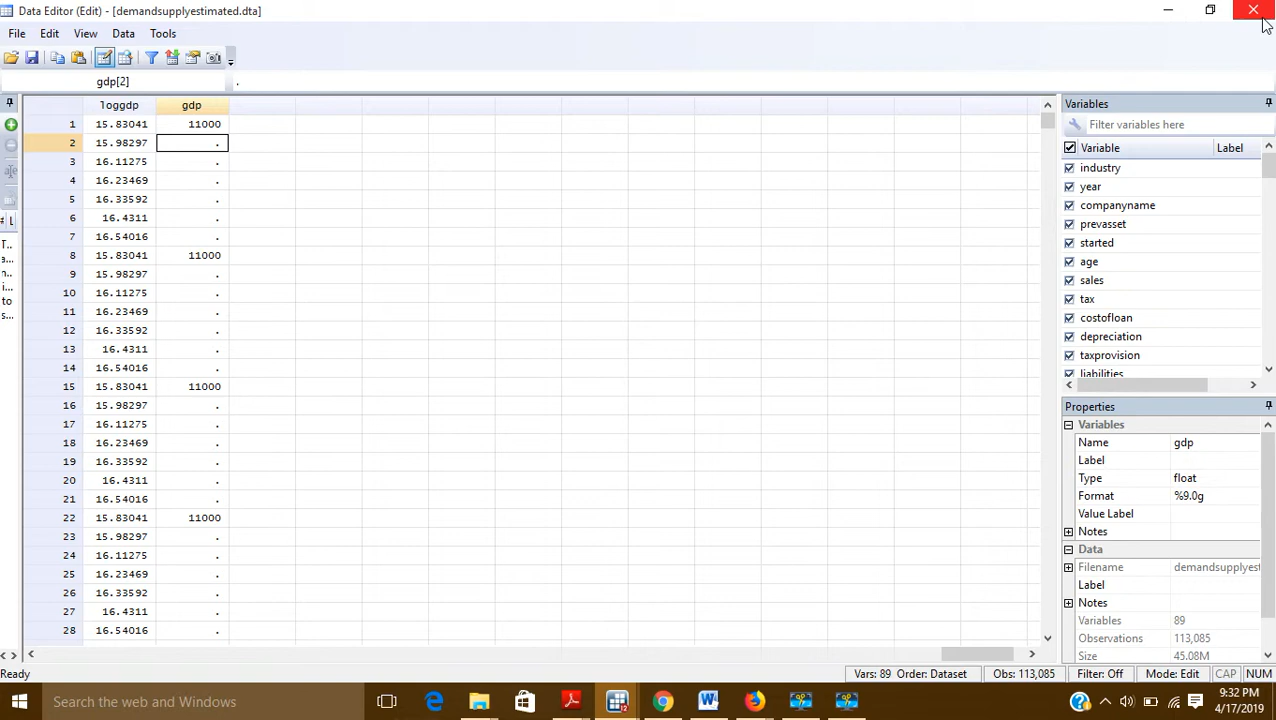 Data Editor (Edit) - [demandsupplyestimated.dta]
File Edit View Data Tools
gdp[2] .
loggdp gdp
1 15.83041 11000
2 15.98297 .
3 16.11275 .
4 16.23469 .
5 16.33592 .
6 16.4311 .
7 16.54016 .
8 15.83041 11000
9 15.98297 .
10 16.11275 .
11 16.23469 .
12 16.33592 .
13 16.4311 .
14 16.54016 .
15 15.83041 11000
16 15.98297 .
17 16.11275 .
18 16.23469 .
19 16.33592 .
20 16.4311 .
21 16.54016 .
22 15.83041 11000
23 15.98297 .
24 16.11275 .
25 16.23469 .
26 16.33592 .
27 16.4311 .
28 16.54016 .
# L
T..
a...
n...
i...
to
s...
Variables
Filter variables here
Variable Label
industry
year
companyname
prevasset
started
age
sales
tax
costofloan
depreciation
taxprovision
liabilities
Properties
Variables
Name gdp
Label
Type float
Format %9.0g
Value Label
Notes
Data
Filename demandsupplyest
Label
Notes
Variables 89
Observations 113,085
Size 45.08M
Ready
Vars: 89 Order: Dataset Obs: 113,085 Filter: Off Mode: Edit CAP NUM
Search the web and Windows
9:32 PM
4/17/2019